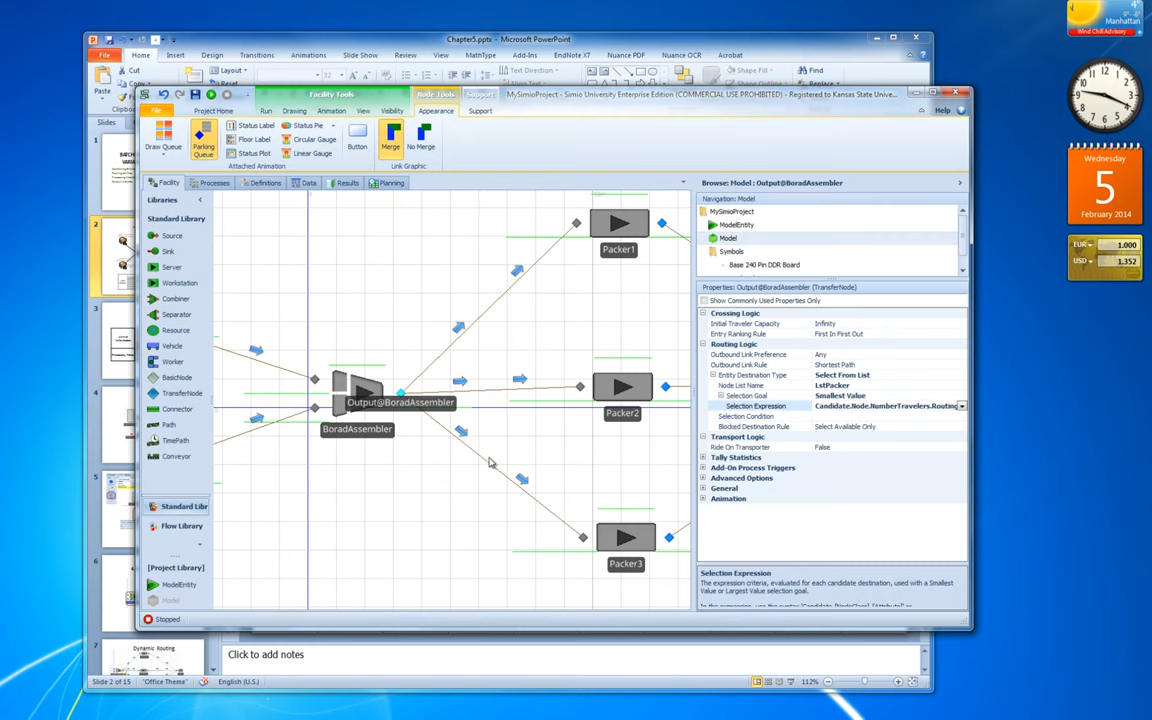 Chapter5.pptx - Microsoft PowerPoint
File Home Insert Design Transitions Animations Slide Show Review View MathType Add-Ins EndNote X7 Nuance PDF Nuance OCR Acrobat
Cut Layout Text Direction Shape Fill Find
Paste
Slides
Facility Tools Node Tools Support MySimioProject - Simio University Enterprise Edition (COMMERCIAL USE PROHIBITED) - Registered to Kansas State Unive...
File Project Home Run Drawing Animation Visibility Appearance Support Help
Draw Queue Parking Queue Status Label Status Pie Button Merge No Merge
Floor Label Circular Gauge
Status Plot Linear Gauge
Attached Animation Link Graphic
Facility Processes Definitions Data Results Planning
Libraries
Standard Library
Source
Sink
Server
Workstation
Combiner
Separator
Resource
Vehicle
Worker
BasicNode
TransferNode
Connector
Path
TimePath
Conveyor
Standard Libr
Flow Library
[Project Library]
ModelEntity
Model
Stopped
Packer1
Packer2
Packer3
Output@BoradAssembler
BoradAssembler
Browse: Model : Output@BoradAssembler
Navigation: Model
MySimioProject
ModelEntity
Model
Symbols
Base 240 Pin DDR Board
Properties: Output@BoradAssembler (TransferNode)
Show Commonly Used Properties Only
Crossing Logic
Initial Traveler Capacity Infinity
Entry Ranking Rule First In First Out
Routing Logic
Outbound Link Preference Any
Outbound Link Rule Shortest Path
Entity Destination Type Select From List
Node List Name LstPacker
Selection Goal Smallest Value
Selection Expression Candidate.Node.NumberTravelers.Routing
Selection Condition
Blocked Destination Rule Select Available Only
Transport Logic
Ride On Transporter False
Tally Statistics
Add-On Process Triggers
Advanced Options
General
Animation
Selection Expression
The expression criteria, evaluated for each candidate destination, used with a Smallest
Value or Largest Value selection goal.
1
2
3
4
5
6
7
Dynamic Routing
Click to add notes
Slide 2 of 15 "Office Theme" English (U.S.) 112%
4°
Manhattan
Wind Chill Advisory
Wednesday
5
February 2014
EUR 1.000
USD 1.352